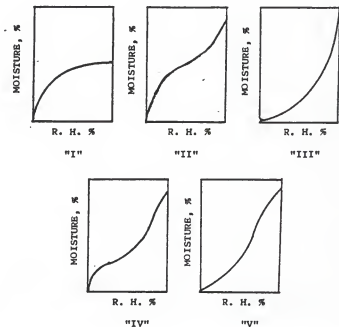 MOISTURE, %
R. H. %
"I"
MOISTURE, %
R. H. %
"II"
MOISTURE, %
R. H. %
"III"
MOISTURE, %
R. H. %
"IV"
MOISTURE, %
R. H. %
"V"